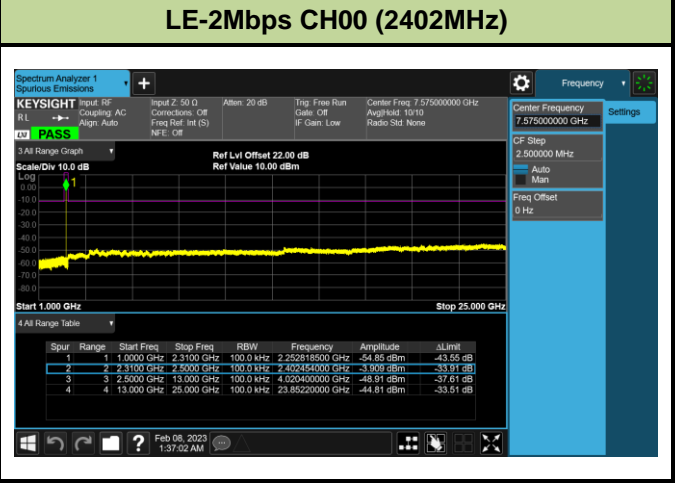 LE-2Mbps CH00 (2402MHz)
Spectrum Analyzer 1
Spurious Emissions
Frequency
KEYSIGHT Input: RF Input Z: 50 Ω Atten: 20 dB Trig: Free Run Center Freq: 7.575000000 GHz
RL Coupling: AC Corrections: Off Gate: Off Avg|Hold: 10/10
Align: Auto Freq Ref: Int (S) IF Gain: Low Radio Std: None
PASS NFE: Off
Center Frequency
7.575000000 GHz
Settings
CF Step
2.500000 MHz
Auto
Man
Freq Offset
0 Hz
3 All Range Graph
Ref Lvl Offset 22.00 dB
Scale/Div 10.0 dB Ref Value 10.00 dBm
Log
1
0.00
-10.0
-20.0
-30.0
-40.0
-50.0
-60.0
-70.0
-80.0
Start 1.000 GHz Stop 25.000 GHz
4 All Range Table
Spur Range Start Freq Stop Freq RBW Frequency Amplitude ΔLimit
1 1 1.0000 GHz 2.3100 GHz 100.0 kHz 2.252818500 GHz -54.85 dBm -43.55 dB
2 2 2.3100 GHz 2.5000 GHz 100.0 kHz 2.402454000 GHz -3.909 dBm -33.91 dB
3 3 2.5000 GHz 13.000 GHz 100.0 kHz 4.020400000 GHz -48.91 dBm -37.61 dB
4 4 13.000 GHz 25.000 GHz 100.0 kHz 23.85220000 GHz -44.81 dBm -33.51 dB
Feb 08, 2023
1:37:02 AM